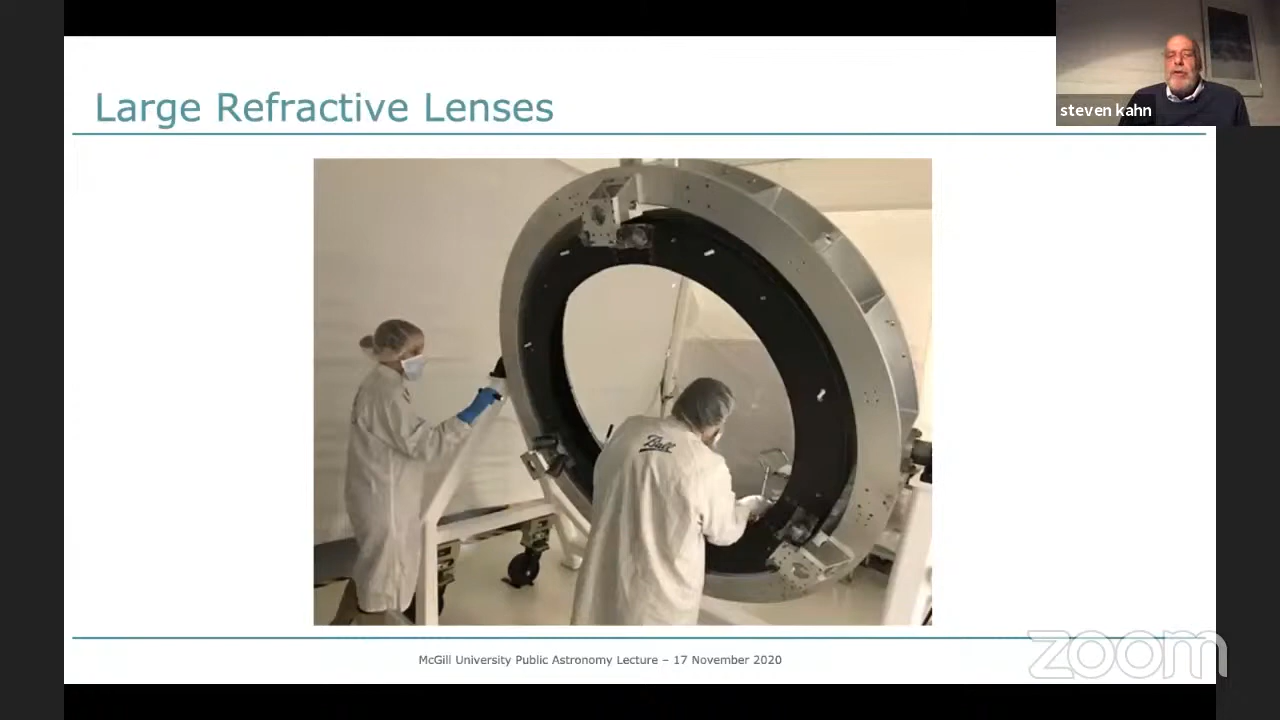 Large Refractive Lenses
steven kahn
Ball
McGill University Public Astronomy Lecture – 17 November 2020
zoom